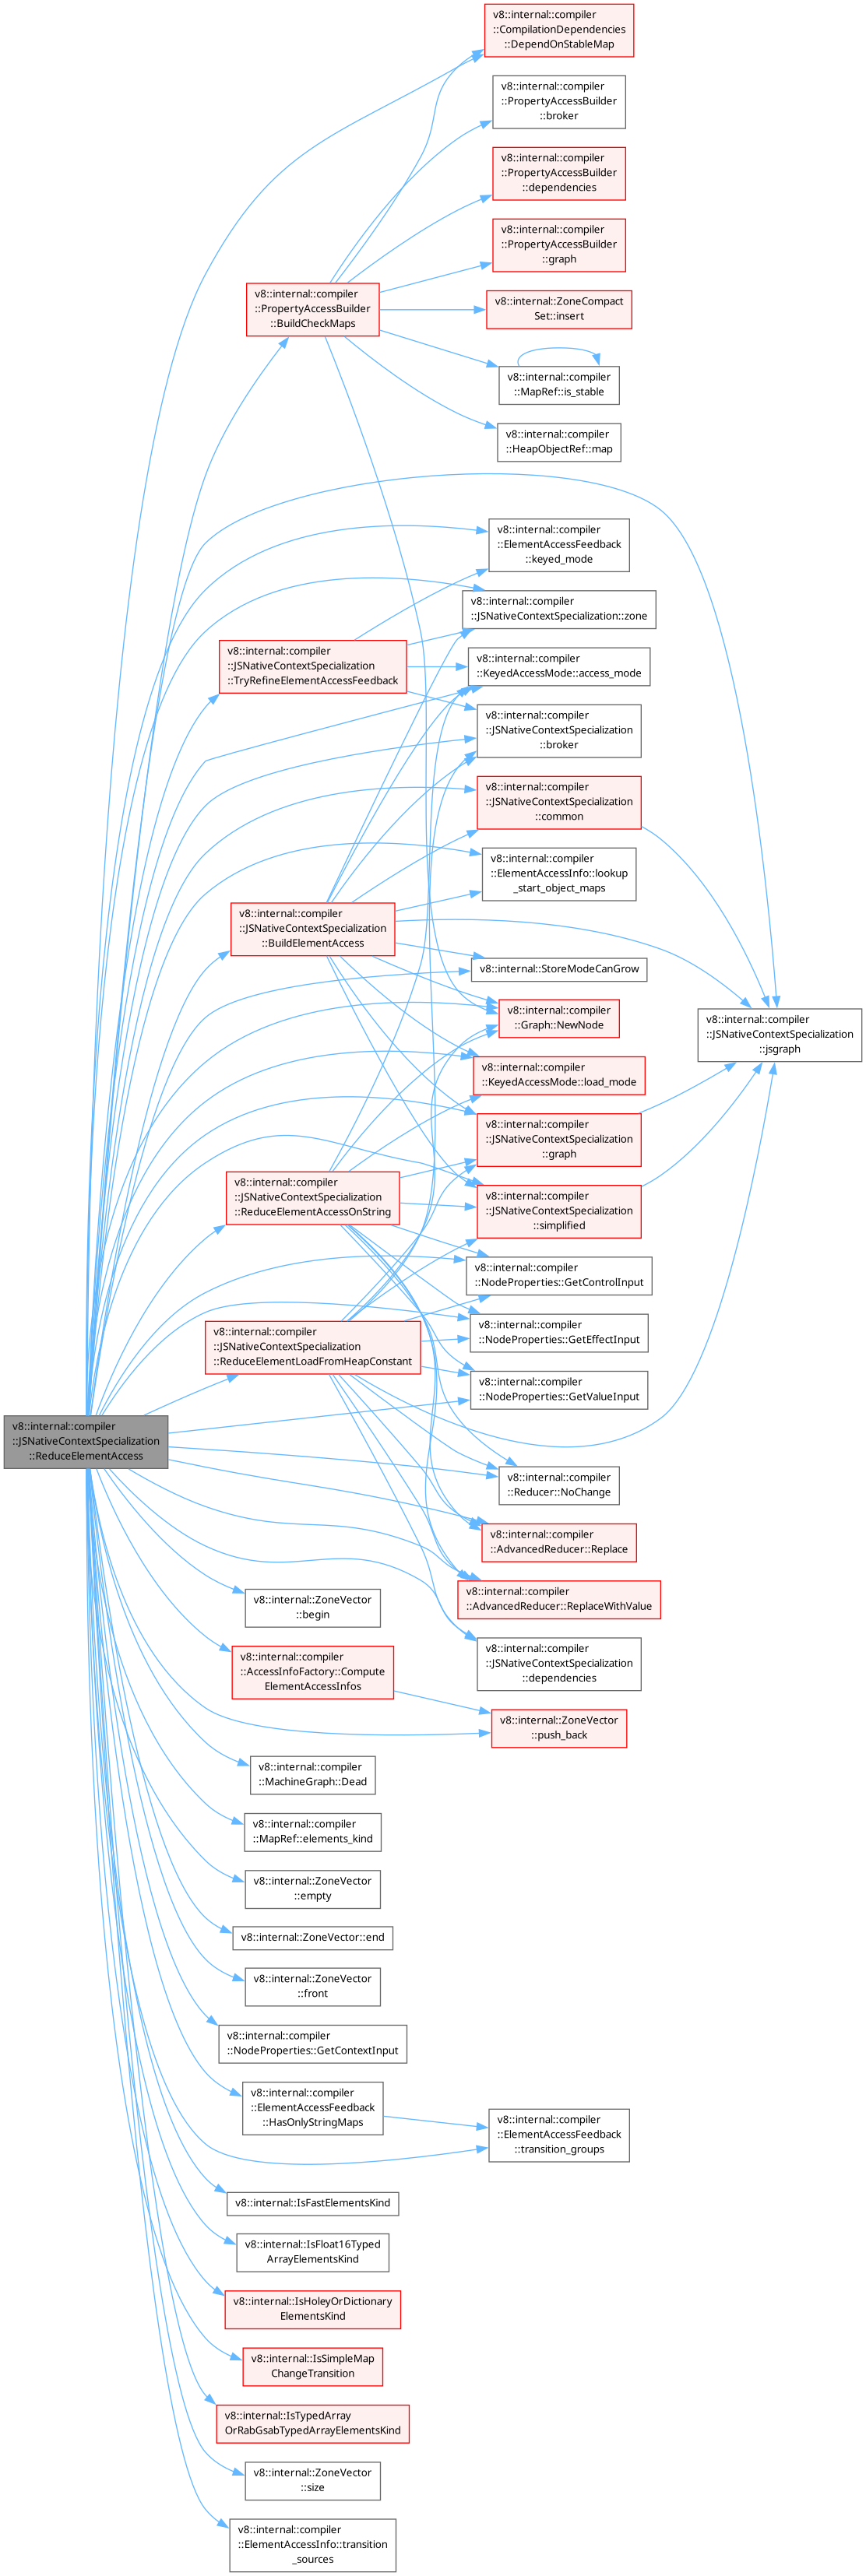 v8::internal::compiler
::CompilationDependencies
::DependOnStableMap
v8::internal::compiler
::PropertyAccessBuilder
::broker
v8::internal::compiler
::PropertyAccessBuilder
::dependencies
v8::internal::compiler
::PropertyAccessBuilder
::graph
v8::internal::compiler
::PropertyAccessBuilder
::BuildCheckMaps
v8::internal::ZoneCompact
Set::insert
v8::internal::compiler
::MapRef::is_stable
v8::internal::compiler
::HeapObjectRef::map
v8::internal::compiler
::ElementAccessFeedback
::keyed_mode
v8::internal::compiler
::JSNativeContextSpecialization::zone
v8::internal::compiler
::JSNativeContextSpecialization
::TryRefineElementAccessFeedback
v8::internal::compiler
::KeyedAccessMode::access_mode
v8::internal::compiler
::JSNativeContextSpecialization
::broker
v8::internal::compiler
::JSNativeContextSpecialization
::common
v8::internal::compiler
::ElementAccessInfo::lookup
_start_object_maps
v8::internal::compiler
::JSNativeContextSpecialization
::BuildElementAccess
v8::internal::StoreModeCanGrow
v8::internal::compiler
::Graph::NewNode
v8::internal::compiler
::JSNativeContextSpecialization
::jsgraph
v8::internal::compiler
::KeyedAccessMode::load_mode
v8::internal::compiler
::JSNativeContextSpecialization
::graph
v8::internal::compiler
::JSNativeContextSpecialization
::ReduceElementAccessOnString
v8::internal::compiler
::JSNativeContextSpecialization
::simplified
v8::internal::compiler
::NodeProperties::GetControlInput
v8::internal::compiler
::NodeProperties::GetEffectInput
v8::internal::compiler
::JSNativeContextSpecialization
::ReduceElementLoadFromHeapConstant
v8::internal::compiler
::NodeProperties::GetValueInput
v8::internal::compiler
::JSNativeContextSpecialization
::ReduceElementAccess
v8::internal::compiler
::Reducer::NoChange
v8::internal::compiler
::AdvancedReducer::Replace
v8::internal::compiler
::AdvancedReducer::ReplaceWithValue
v8::internal::ZoneVector
::begin
v8::internal::compiler
::JSNativeContextSpecialization
::dependencies
v8::internal::compiler
::AccessInfoFactory::Compute
ElementAccessInfos
v8::internal::ZoneVector
::push_back
v8::internal::compiler
::MachineGraph::Dead
v8::internal::compiler
::MapRef::elements_kind
v8::internal::ZoneVector
::empty
v8::internal::ZoneVector::end
v8::internal::ZoneVector
::front
v8::internal::compiler
::NodeProperties::GetContextInput
v8::internal::compiler
::ElementAccessFeedback
::HasOnlyStringMaps
v8::internal::compiler
::ElementAccessFeedback
::transition_groups
v8::internal::IsFastElementsKind
v8::internal::IsFloat16Typed
ArrayElementsKind
v8::internal::IsHoleyOrDictionary
ElementsKind
v8::internal::IsSimpleMap
ChangeTransition
v8::internal::IsTypedArray
OrRabGsabTypedArrayElementsKind
v8::internal::ZoneVector
::size
v8::internal::compiler
::ElementAccessInfo::transition
_sources